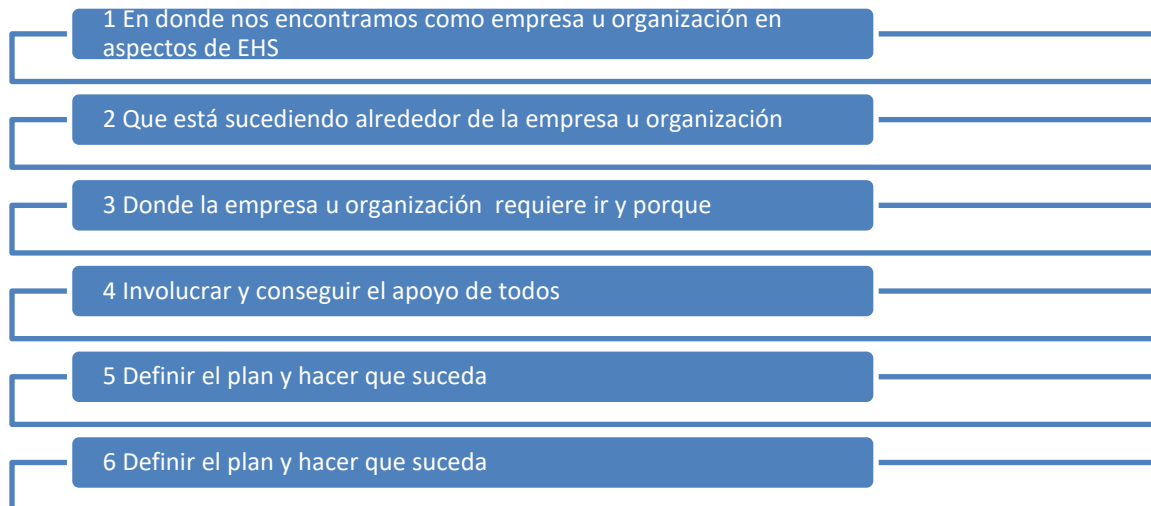 1 En donde nos encontramos como empresa u organización en
aspectos de EHS
2 Que está sucediendo alrededor de la empresa u organización
3 Donde la empresa u organización  requiere ir y porque
4 Involucrar y conseguir el apoyo de todos
5 Definir el plan y hacer que suceda
6 Definir el plan y hacer que suceda